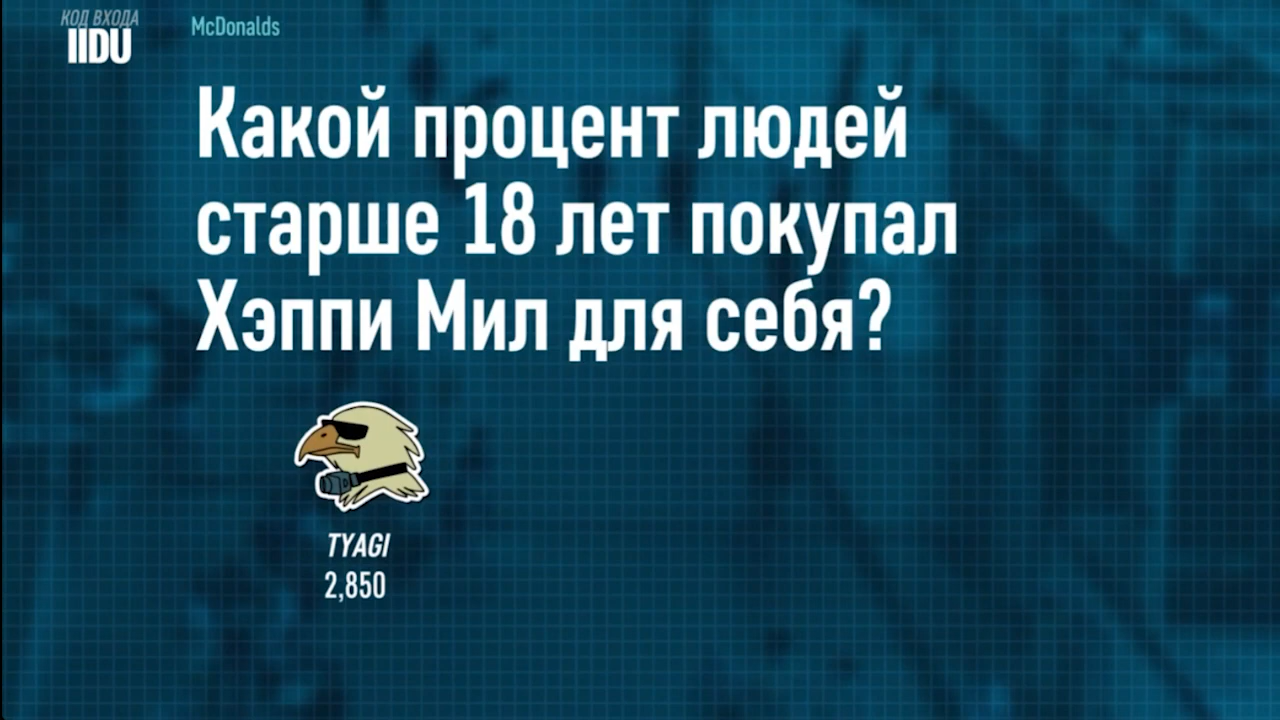 КОД ВХОДА
IIDU
McDonalds
Какой процент людей
старше 18 лет покупал
Хэппи Мил для себя?
TYAGI
2,850